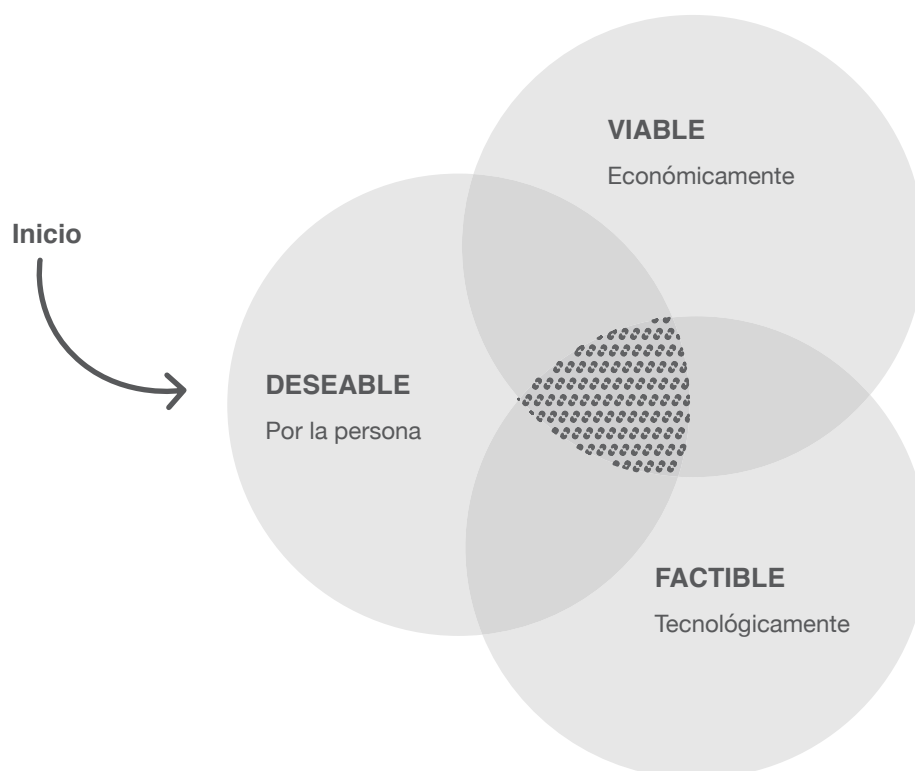 VIABLE
Económicamente
Inicio
DESEABLE
Por la persona
FACTIBLE
Tecnológicamente